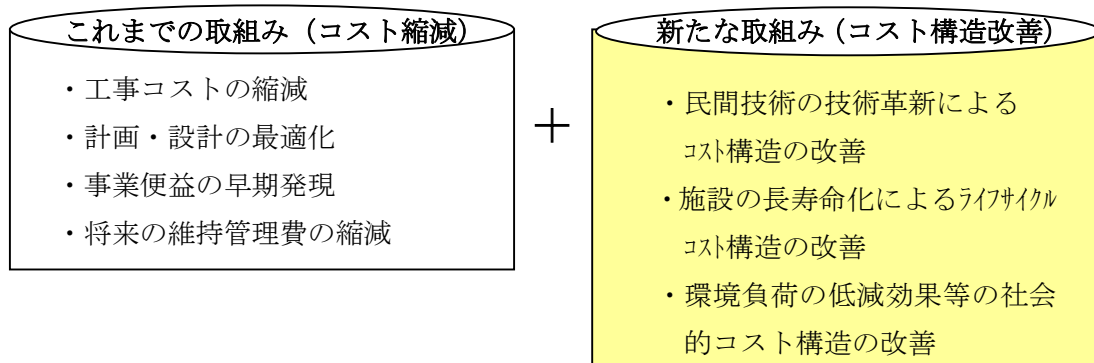 これまでの取組み（コスト縮減）
・工事コストの縮減
・計画・設計の最適化
・事業便益の早期発現
・将来の維持管理費の縮減
＋
新たな取組み（コスト構造改善）
・民間技術の技術革新による
ｺｽﾄ構造の改善
・施設の長寿命化によるﾗｲﾌｻｲｸﾙ
ｺｽﾄ構造の改善
・環境負荷の低減効果等の社会
的コスト構造の改善